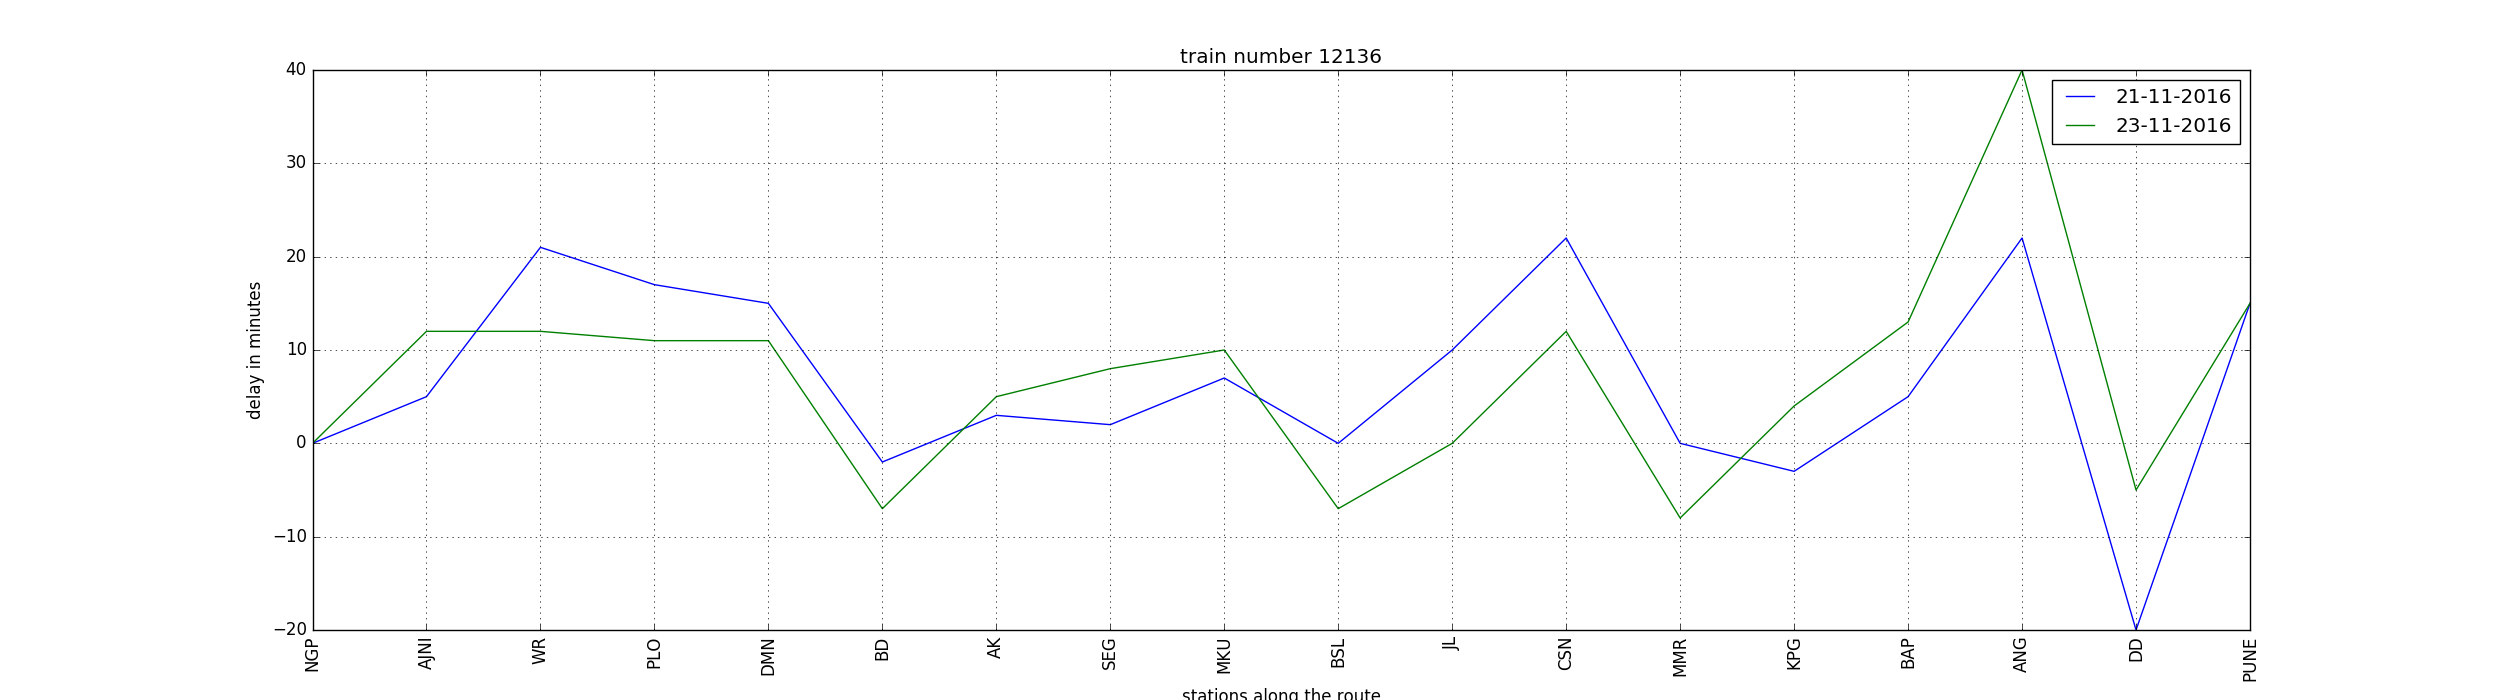 train number 12136
40
30
20
10
0
−10
−20
delay in minutes
21-11-2016
23-11-2016
NGP
AJNI
WR
PLO
DMN
BD
AK
SEG
MKU
BSL
JL
CSN
MMR
KPG
BAP
ANG
DD
PUNE
stations along the route